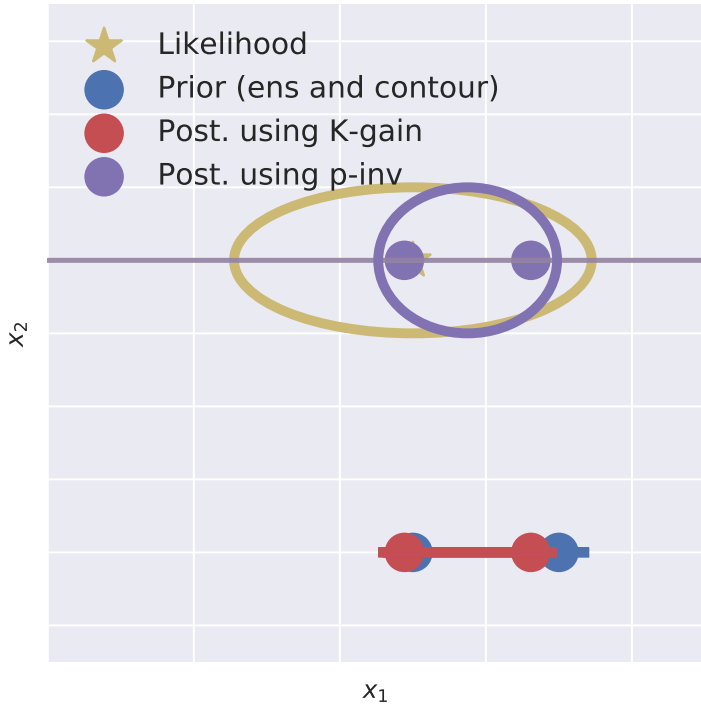 Likelihood
Prior (ens and contour)
Post. using K-gain
Post. using p-inv
x₂
x₁